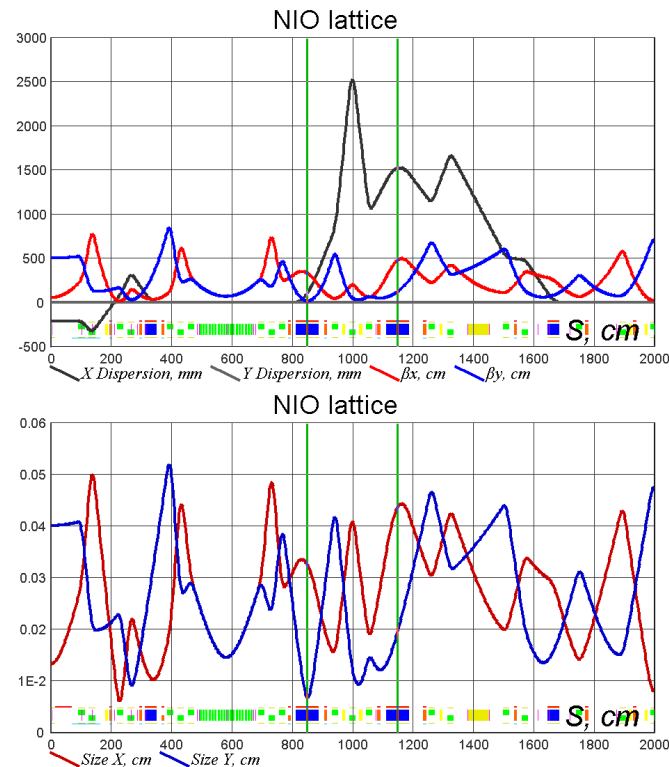 NIO lattice
3000
2500
2000
1500
1000
500
0
-500
0 200 400 600 800 1000 1200 1400 1600 1800 2000
S, cm
X Dispersion, mm Y Dispersion, mm βx, cm βy, cm
NIO lattice
0.06
0.05
0.04
0.03
0.02
1E-2
0
0 200 400 600 800 1000 1200 1400 1600 1800 2000
S, cm
Size X, cm Size Y, cm